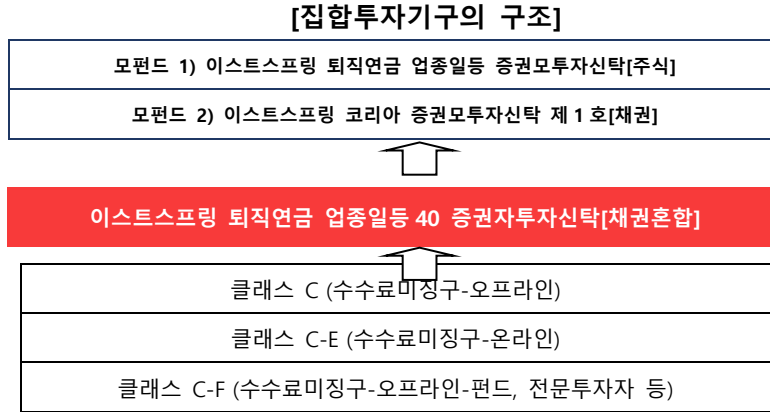 [집합투자기구의 구조]
모펀드 1) 이스트스프링 퇴직연금 업종일등 증권모투자신탁[주식]
모펀드 2) 이스트스프링 코리아 증권모투자신탁 제 1 호[채권]
이스트스프링 퇴직연금 업종일등 40 증권자투자신탁[채권혼합]
클래스 C (수수료미징구-오프라인)
클래스 C-E (수수료미징구-온라인)
클래스 C-F (수수료미징구-오프라인-펀드, 전문투자자 등)